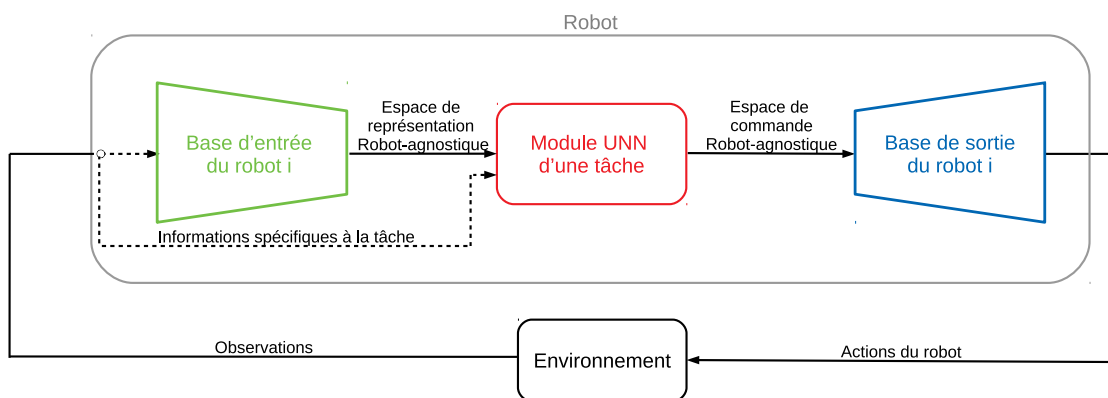 Robot
Base d'entrée
du robot i
Espace de
représentation
Robot-agnostique
Module UNN
d'une tâche
Espace de
commande
Robot-agnostique
Base de sortie
du robot i
Informations spécifiques à la tâche
Observations
Environnement
Actions du robot